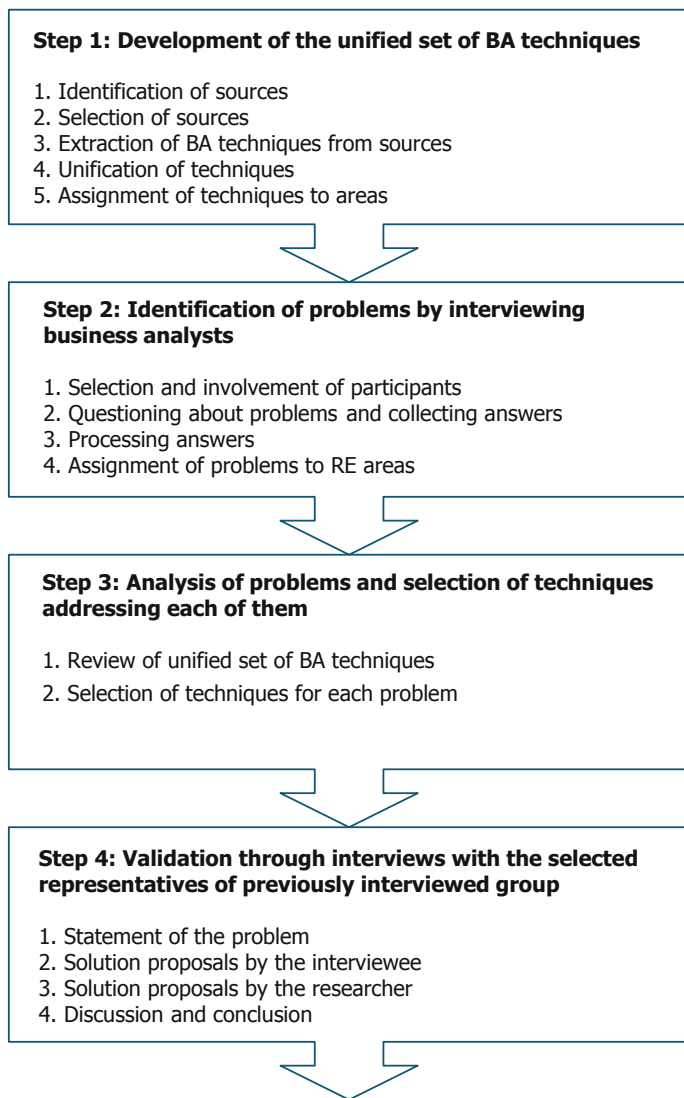 Step 1: Development of the unified set of BA techniques
1. Identification of sources
2. Selection of sources
3. Extraction of BA techniques from sources
4. Unification of techniques
5. Assignment of techniques to areas
Step 2: Identification of problems by interviewing
business analysts
1. Selection and involvement of participants
2. Questioning about problems and collecting answers
3. Processing answers
4. Assignment of problems to RE areas
Step 3: Analysis of problems and selection of techniques
addressing each of them
1. Review of unified set of BA techniques
2. Selection of techniques for each problem
Step 4: Validation through interviews with the selected
representatives of previously interviewed group
1. Statement of the problem
2. Solution proposals by the interviewee
3. Solution proposals by the researcher
4. Discussion and conclusion